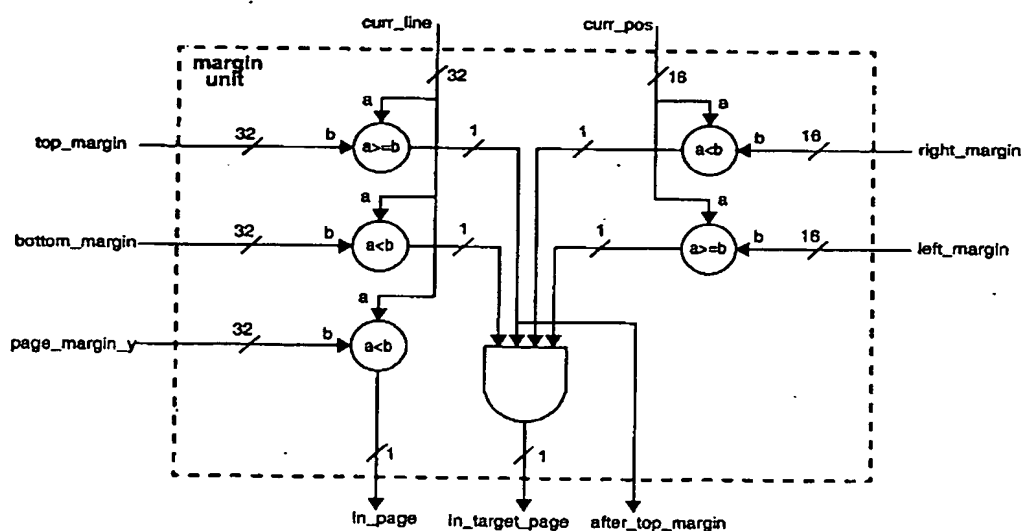 curr_line
curr_pos
margin
unit
32
16
a
a
top_margin
32
b
a>=b
1
1
a<b
b
16
right_margin
a
a
bottom_margin
32
b
a<b
1
1
a>=b
b
16
left_margin
a
page_margin_y
32
b
a<b
1
1
in_page
in_target_page
after_top_margin